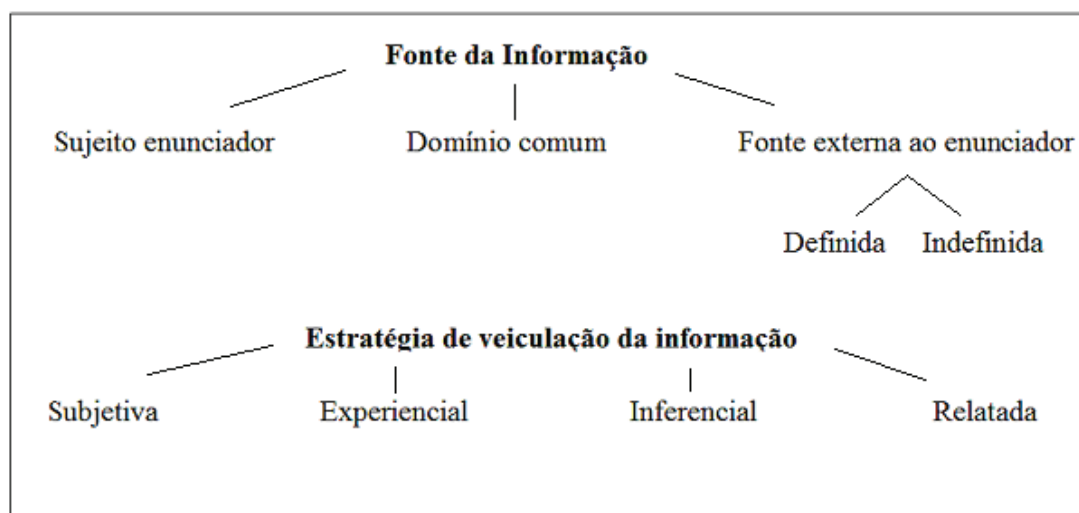 Fonte da Informação
Sujeito enunciador Domínio comum Fonte externa ao enunciador
Definida Indefinida
Estratégia de veiculação da informação
Subjetiva Experiencial Inferencial Relatada